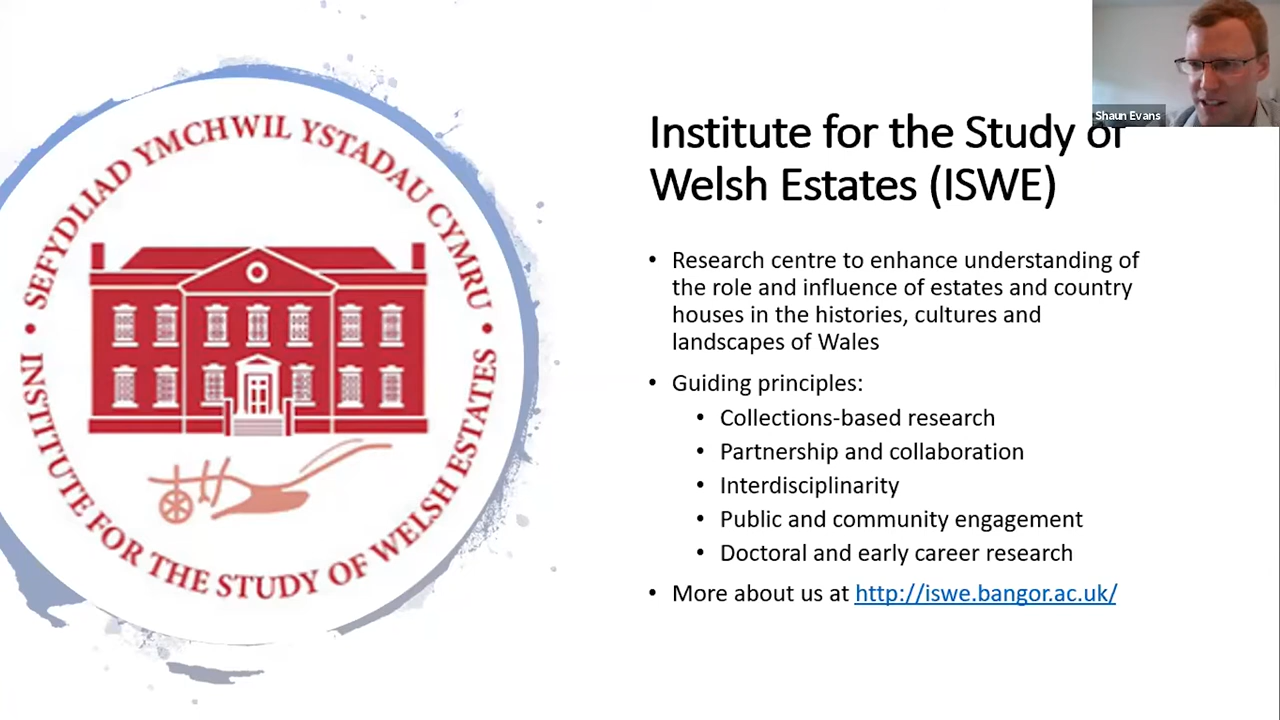 Shaun Evans
SEFYDLIAD YMCHWIL YSTADAU CYMRU
INSTITUTE FOR THE STUDY OF WELSH ESTATES
Institute for the Study of
Welsh Estates (ISWE)
• Research centre to enhance understanding of
the role and influence of estates and country
houses in the histories, cultures and
landscapes of Wales
• Guiding principles:
• Collections-based research
• Partnership and collaboration
• Interdisciplinarity
• Public and community engagement
• Doctoral and early career research
• More about us at http://iswe.bangor.ac.uk/